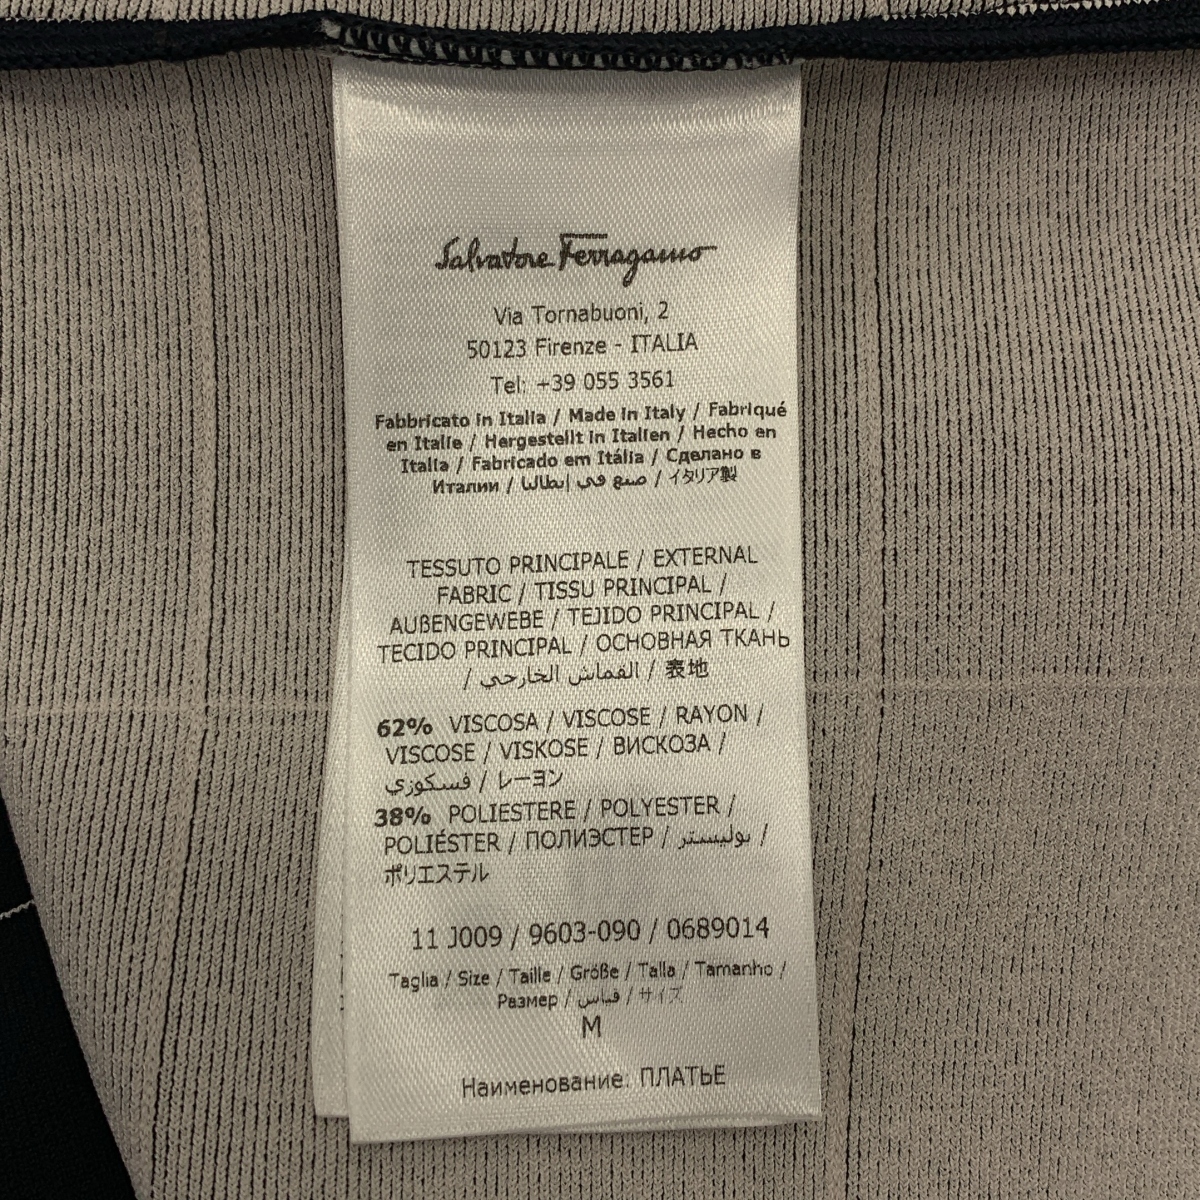 Salvatore Ferragamo
Via Tornabuoni, 2
50123 Firenze - ITALIA
Tel: +39 055 3561
Fabbricato in Italia / Made in Italy / Fabriqué
en Italie / Hergestellt in Italien / Hecho en
Italia / Fabricado em Itália / Сделано в
Италии / صنع في إيطاليا / イタリア製
TESSUTO PRINCIPALE / EXTERNAL
FABRIC / TISSU PRINCIPAL /
AUßENGEWEBE / TEJIDO PRINCIPAL /
TECIDO PRINCIPAL / ОСНОВНАЯ ТКАНЬ
/ القماش الخارجي / 表地
62% VISCOSA / VISCOSE / RAYON /
VISCOSE / VISKOSE / ВИСКОЗА /
فسكوزي / レーヨン
38% POLIESTERE / POLYESTER /
POLIÉSTER / ПОЛИЭСТЕР / بوليستر /
ポリエステル
11 J009 / 9603-090 / 0689014
Taglia / Size / Taille / Größe / Talla / Tamanho /
Размер / قياس / サイズ
M
Наименование: ПЛАТЬЕ